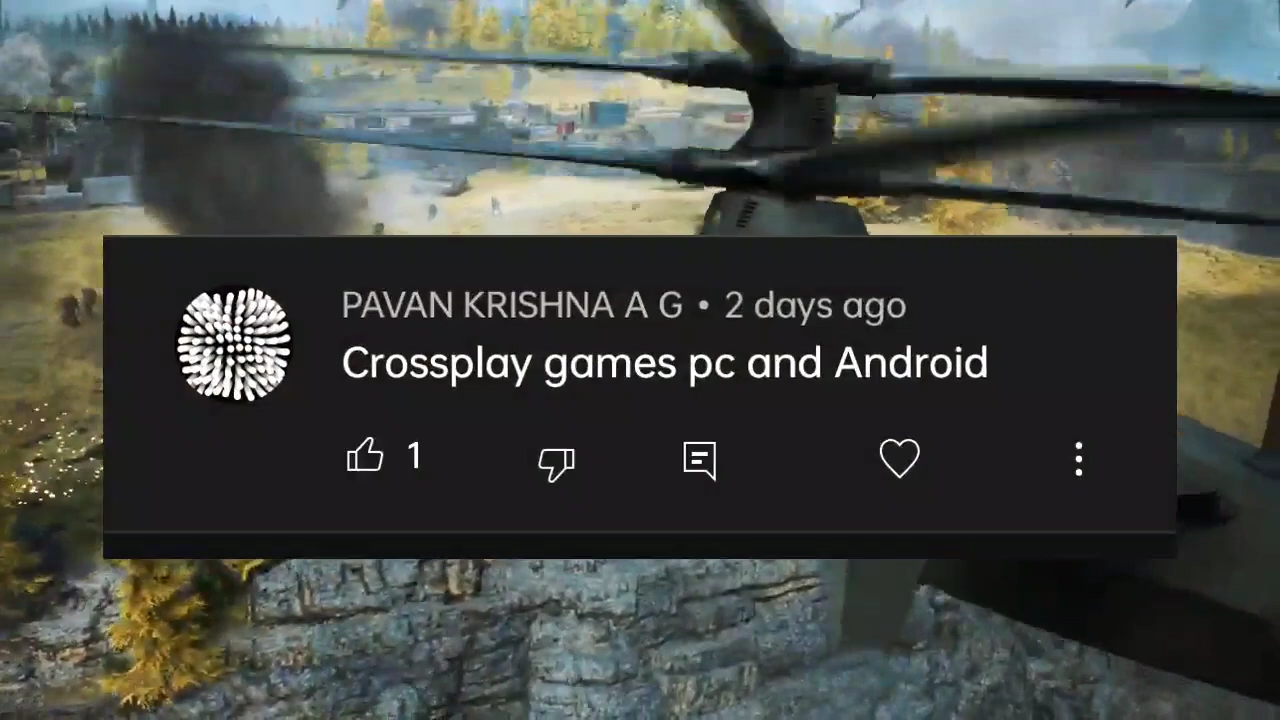 PAVAN KRISHNA A G • 2 days ago
Crossplay games pc and Android
1